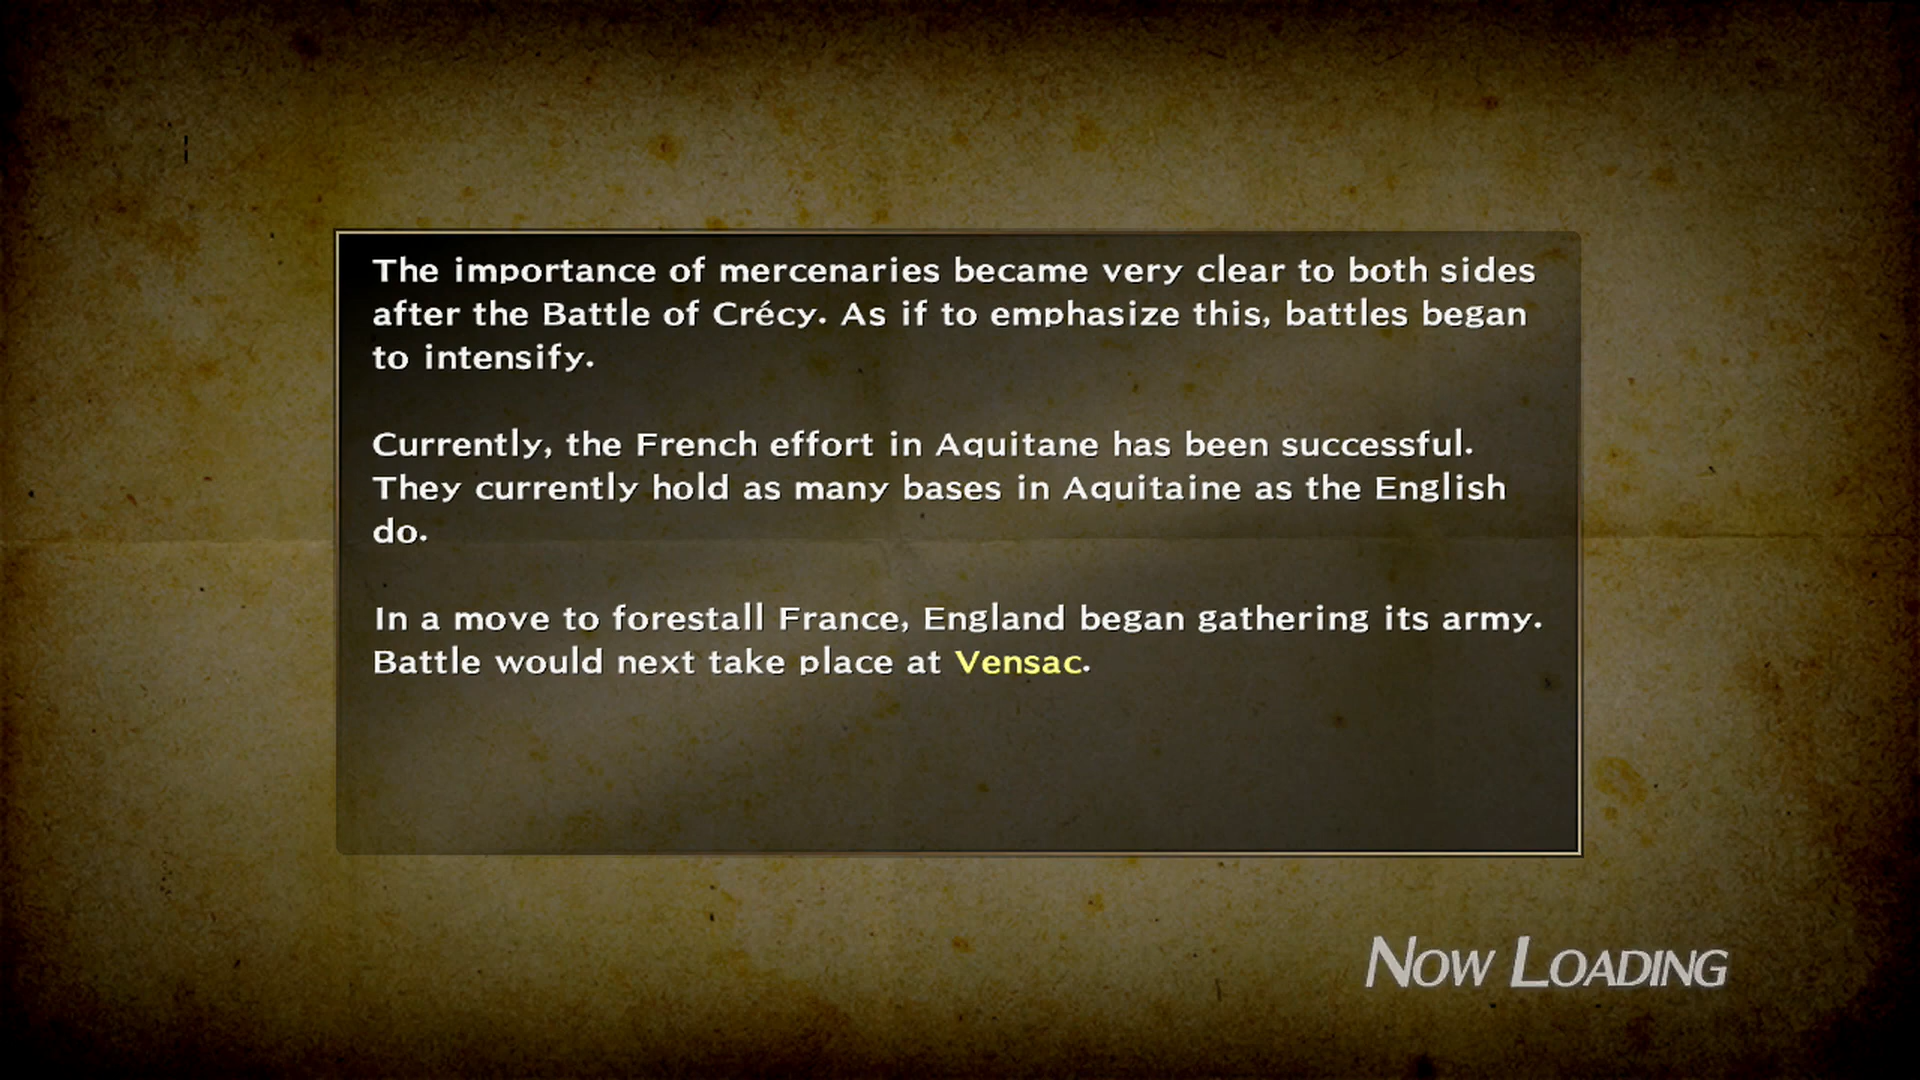 The importance of mercenaries became very clear to both sides
after the Battle of Crécy. As if to emphasize this, battles began
to intensify.
Currently, the French effort in Aquitane has been successful.
They currently hold as many bases in Aquitaine as the English
do.
In a move to forestall France, England began gathering its army.
Battle would next take place at Vensac.
NOW LOADING